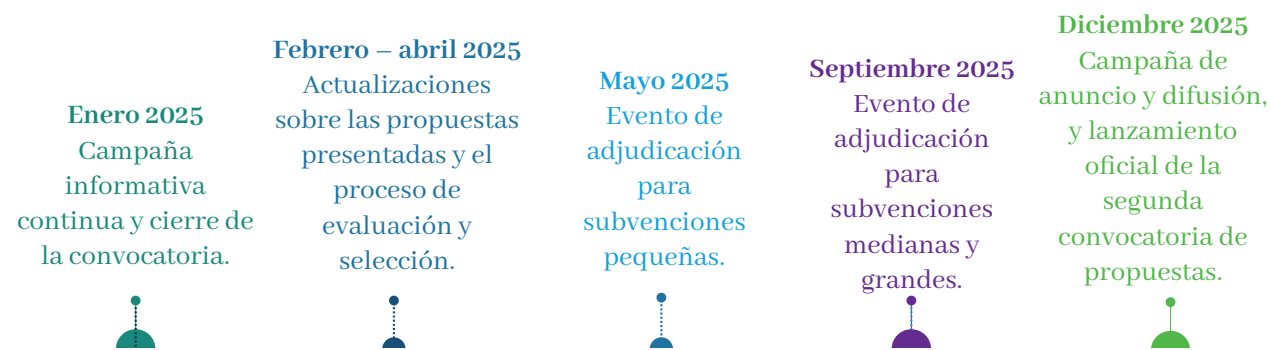 Enero 2025
Campaña
informativa
continua y cierre de
la convocatoria.
Febrero – abril 2025
Actualizaciones
sobre las propuestas
presentadas y el
proceso de
evaluación y
selección.
Mayo 2025
Evento de
adjudicación
para
subvenciones
pequeñas.
Septiembre 2025
Evento de
adjudicación
para
subvenciones
medianas y
grandes.
Diciembre 2025
Campaña de
anuncio y difusión,
y lanzamiento
oficial de la
segunda
convocatoria de
propuestas.